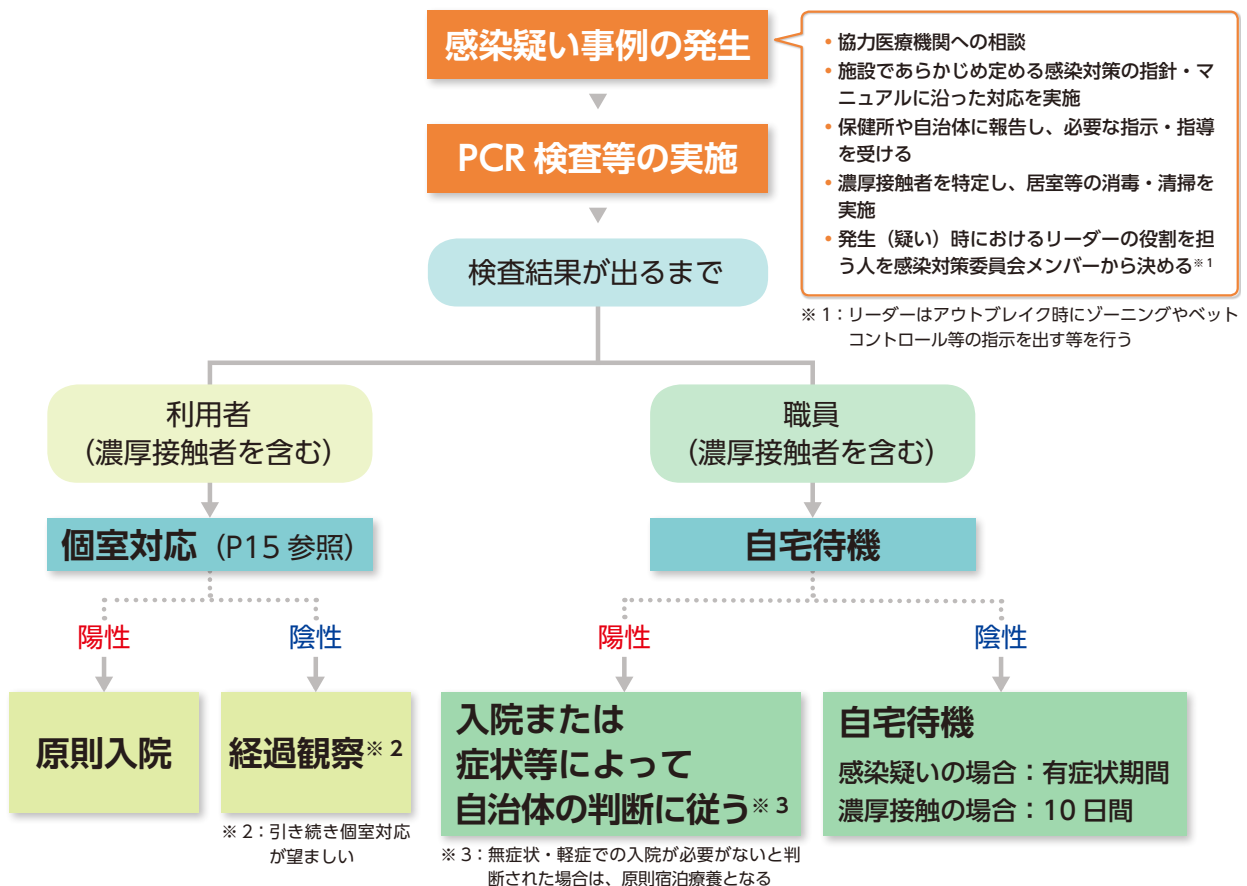 感染疑い事例の発生
• 協力医療機関への相談
• 施設であらかじめ定める感染対策の指針・マ
ニュアルに沿った対応を実施
• 保健所や自治体に報告し、必要な指示・指導
を受ける
• 濃厚接触者を特定し、居室等の消毒・清掃を
実施
• 発生（疑い）時におけるリーダーの役割を担
う人を感染対策委員会メンバーから決める※1
※1：リーダーはアウトブレイク時にゾーニングやベット
コントロール等の指示を出す等を行う
PCR 検査等の実施
検査結果が出るまで
利用者
（濃厚接触者を含む）
個室対応（P15 参照）
陽性
陰性
原則入院
経過観察※2
※2：引き続き個室対応
が望ましい
職員
（濃厚接触者を含む）
自宅待機
陽性
陰性
入院または
症状等によって
自治体の判断に従う※3
※3：無症状・軽症での入院が必要がないと判
断された場合は、原則宿泊療養となる
自宅待機
感染疑いの場合：有症状期間
濃厚接触の場合：10 日間